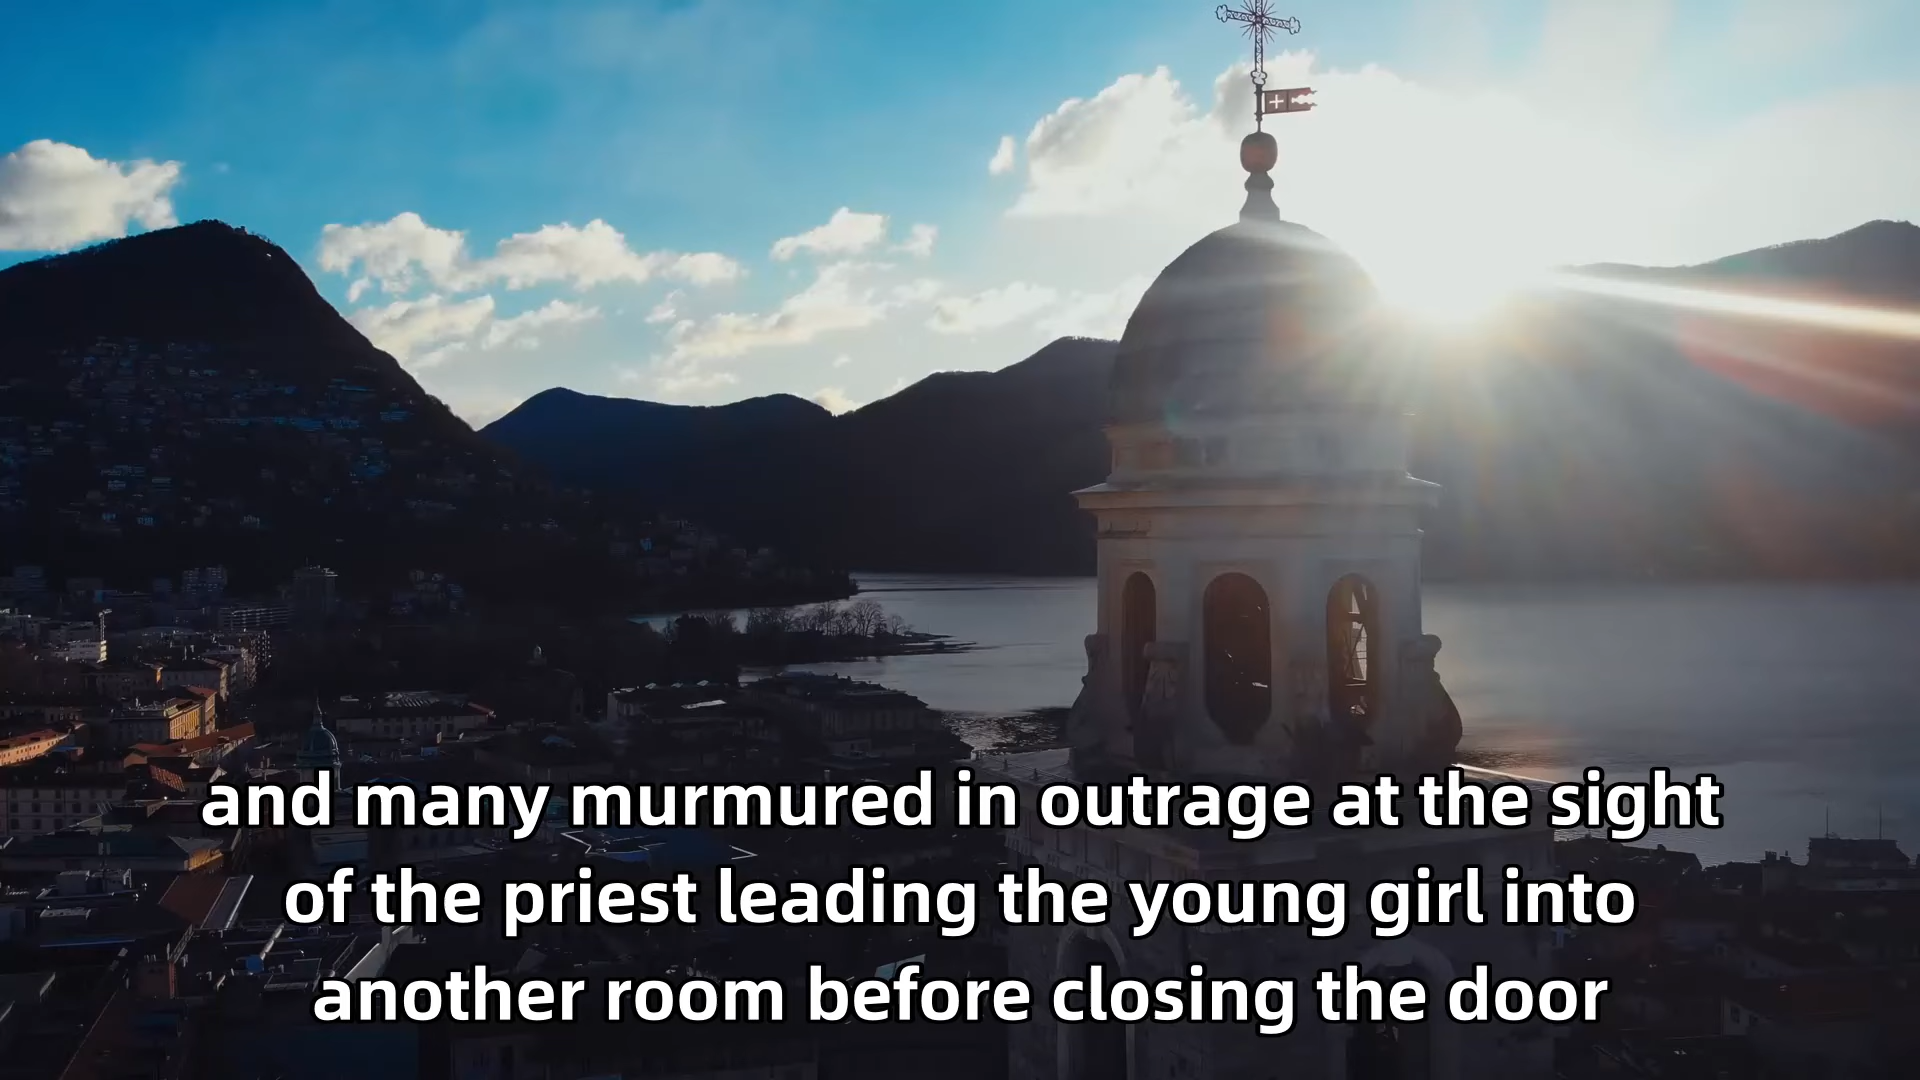 and many murmured in outrage at the sight
of the priest leading the young girl into
another room before closing the door